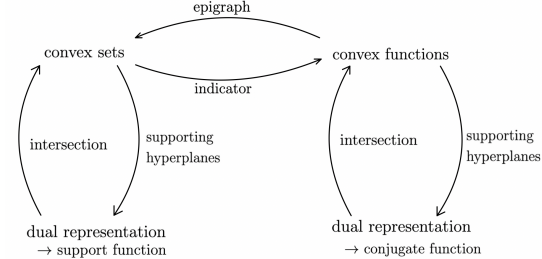 epigraph
convex sets
convex functions
indicator
intersection
supporting
hyperplanes
intersection
supporting
hyperplanes
dual representation
→ support function
dual representation
→ conjugate function